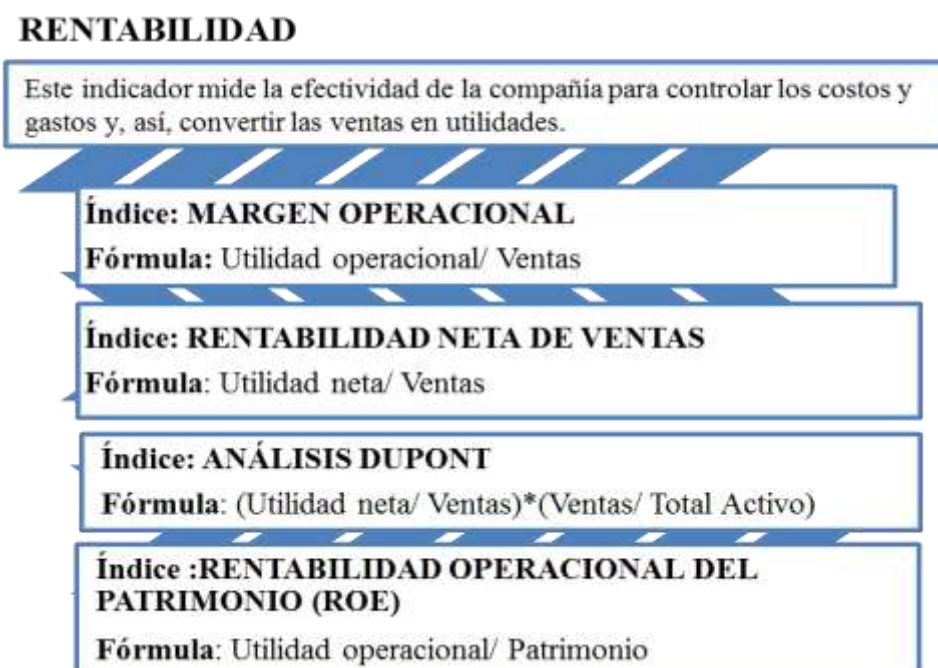 RENTABILIDAD
Este indicador mide la efectividad de la compañía para controlar los costos y
gastos y, así, convertir las ventas en utilidades.
Índice: MARGEN OPERACIONAL
Fórmula: Utilidad operacional/ Ventas
Índice: RENTABILIDAD NETA DE VENTAS
Fórmula: Utilidad neta/ Ventas
Índice: ANÁLISIS DUPONT
Fórmula: (Utilidad neta/ Ventas)*(Ventas/ Total Activo)
Índice :RENTABILIDAD OPERACIONAL DEL
PATRIMONIO (ROE)
Fórmula: Utilidad operacional/ Patrimonio